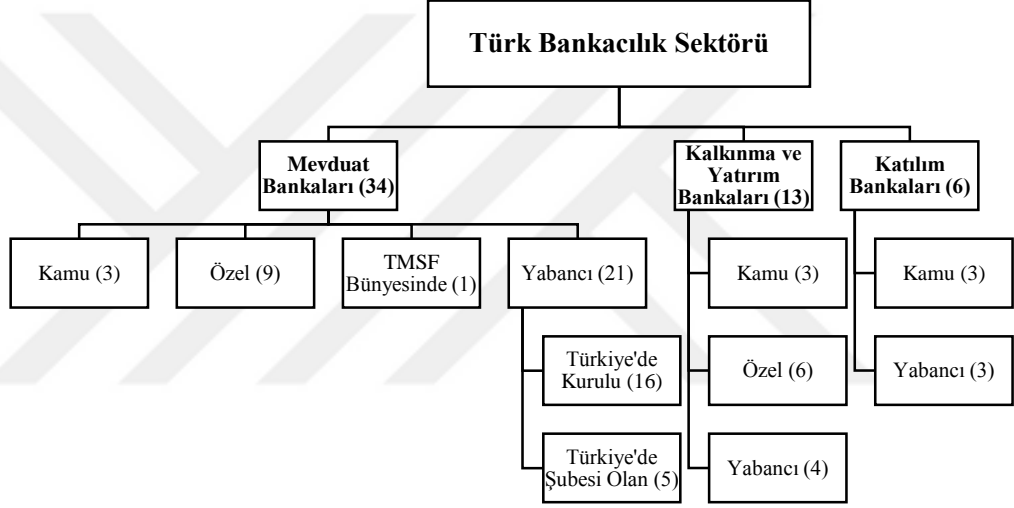 Türk Bankacılık Sektörü
Mevduat
Bankaları (34)
Kalkınma ve
Yatırım
Bankaları (13)
Katılım
Bankaları (6)
Kamu (3)
Özel (9)
TMSF
Bünyesinde (1)
Yabancı (21)
Kamu (3)
Kamu (3)
Türkiye'de
Kurulu (16)
Özel (6)
Yabancı (3)
Türkiye'de
Şubesi Olan (5)
Yabancı (4)